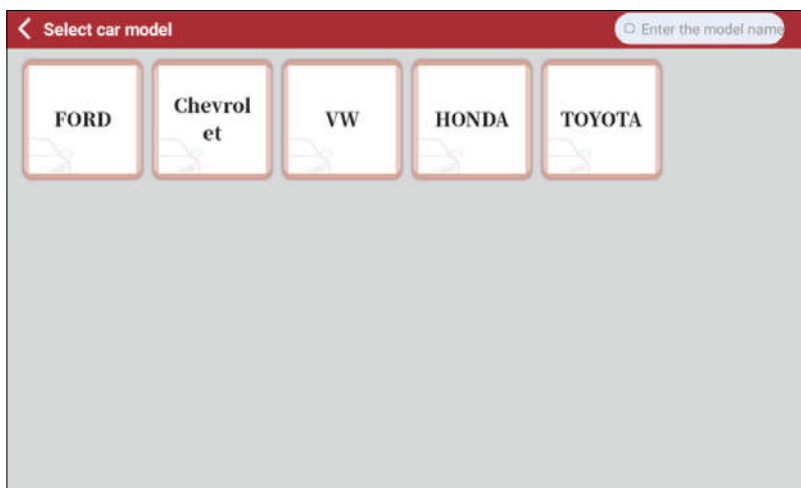 Select car model
Enter the model name
FORD
Chevrol
et
VW
HONDA
TOYOTA